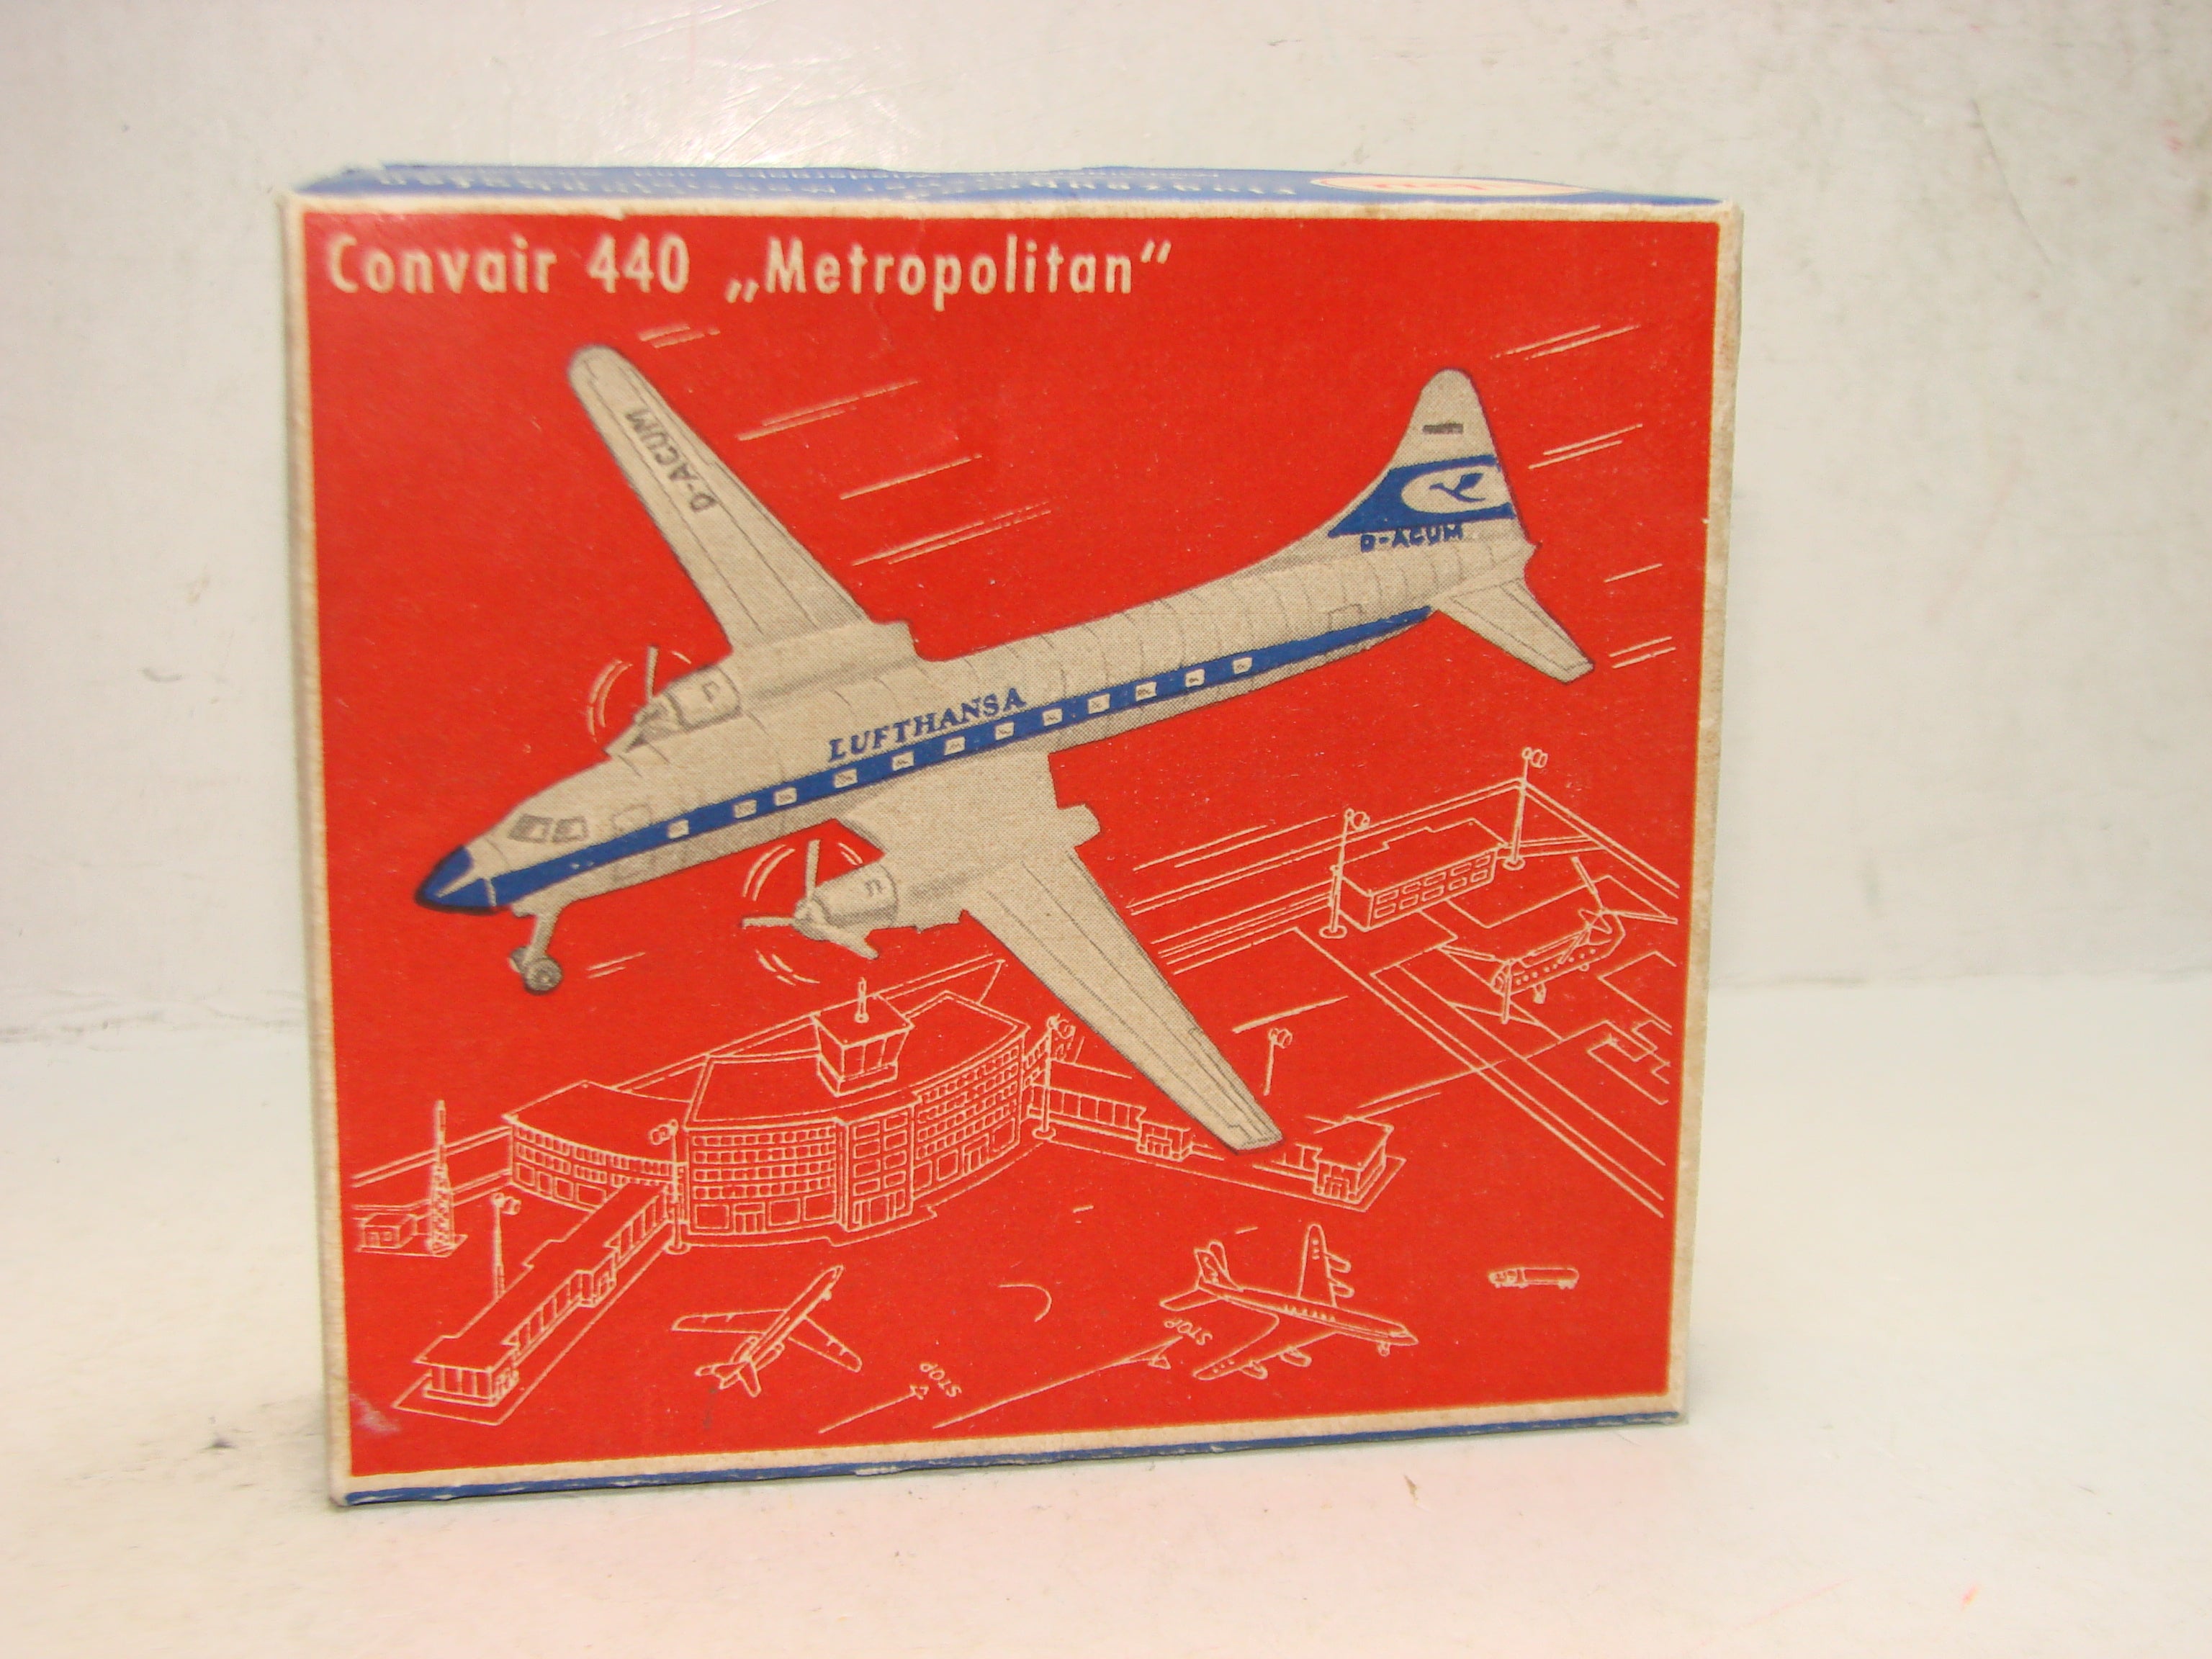 Convair 440 „Metropolitan“
D-ACUM
D-ACUM
LUFTHANSA
n
n
STOP
STOP